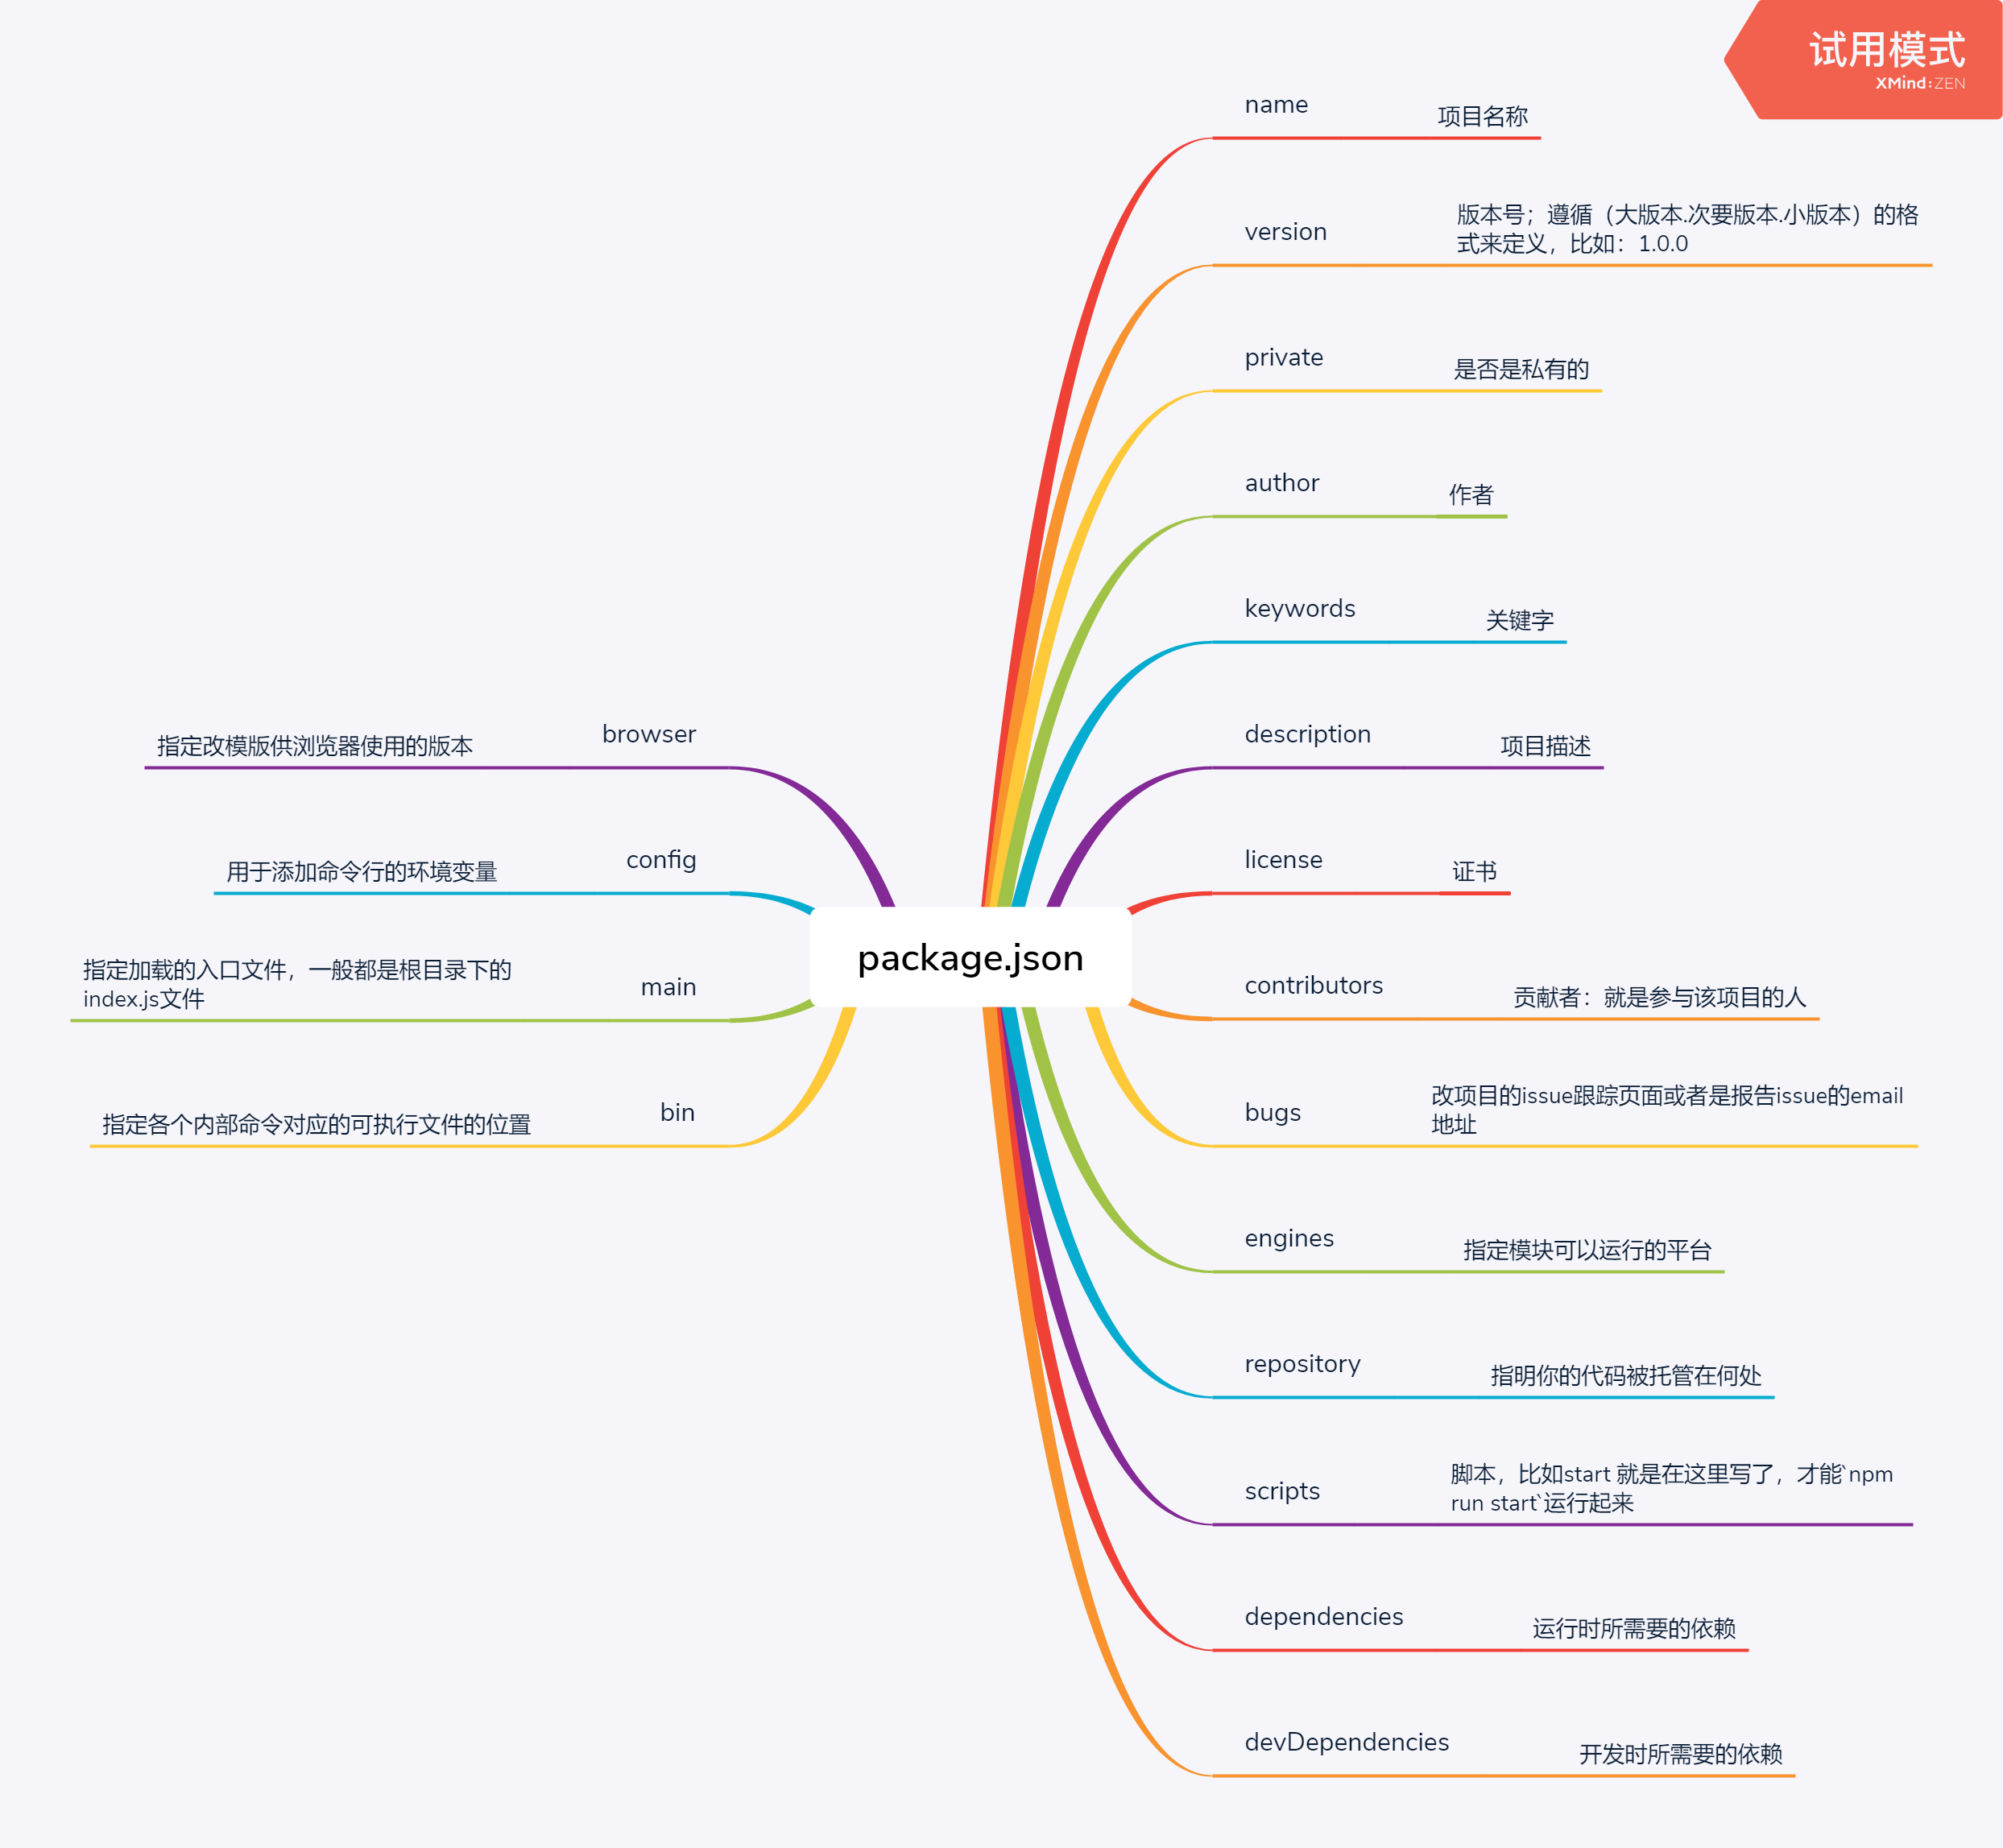 试用模式
XMind:ZEN
package.json
name
项目名称
version
版本号；遵循（大版本.次要版本.小版本）的格
式来定义，比如：1.0.0
private
是否是私有的
author
作者
keywords
关键字
description
项目描述
license
证书
contributors
贡献者：就是参与该项目的人
bugs
改项目的issue跟踪页面或者是报告issue的email
地址
engines
指定模块可以运行的平台
repository
指明你的代码被托管在何处
scripts
脚本，比如start 就是在这里写了，才能`npm
run start`运行起来
dependencies
运行时所需要的依赖
devDependencies
开发时所需要的依赖
browser
指定改模版供浏览器使用的版本
config
用于添加命令行的环境变量
main
指定加载的入口文件，一般都是根目录下的
index.js文件
bin
指定各个内部命令对应的可执行文件的位置